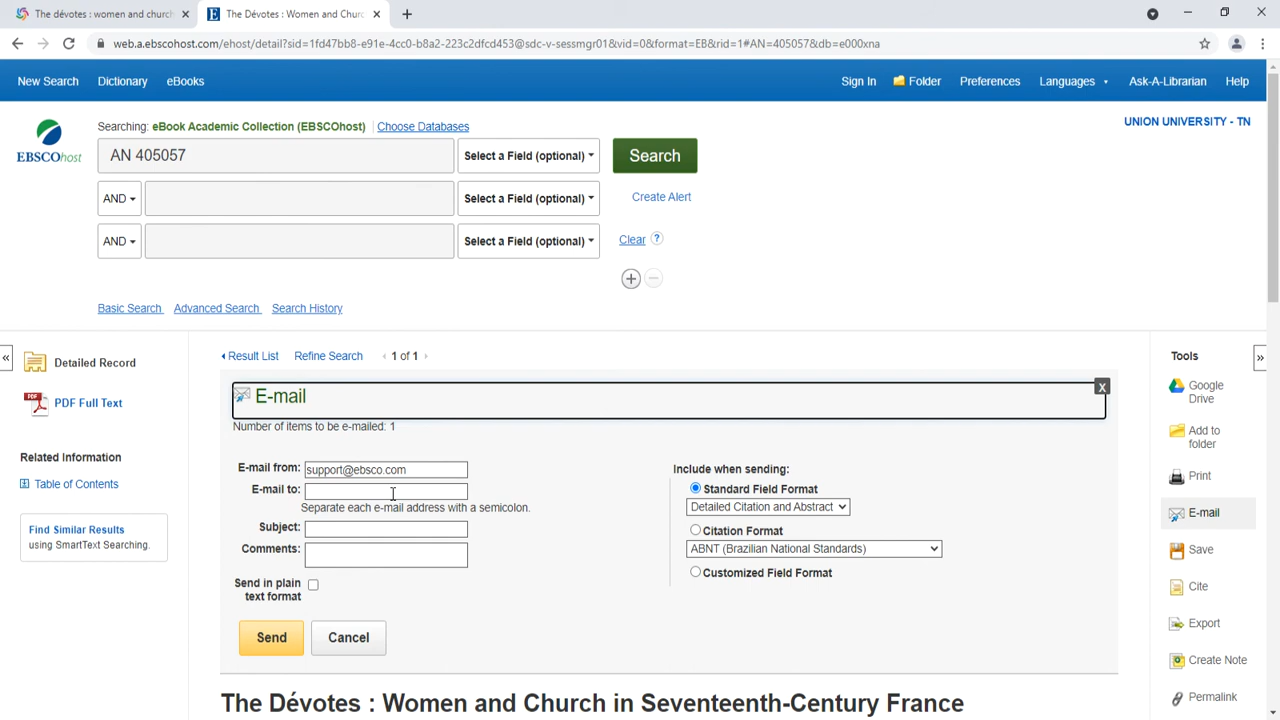 The dévotes : women and church
The Dévotes : Women and Churc
web.a.ebscohost.com/ehost/detail?sid=1fd47bb8-e91e-4cc0-b8a2-223c2dfcd453@sdc-v-sessmgr01&vid=0&format=EB&rid=1#AN=405057&db=e000xna
New Search Dictionary eBooks Sign In Folder Preferences Languages Ask-A-Librarian Help
Searching: eBook Academic Collection (EBSCOhost) Choose Databases
UNION UNIVERSITY - TN
EBSCOhost
AN 405057 Select a Field (optional) Search
AND Select a Field (optional) Create Alert
AND Select a Field (optional) Clear ?
Basic Search Advanced Search Search History
Detailed Record
PDF Full Text
Related Information
Table of Contents
Find Similar Results
using SmartText Searching.
Result List Refine Search 1 of 1
E-mail x
Number of items to be e-mailed: 1
E-mail from: support@ebsco.com
E-mail to:
Separate each e-mail address with a semicolon.
Subject:
Comments:
Send in plain
text format
Send Cancel
Include when sending:
Standard Field Format
Detailed Citation and Abstract
Citation Format
ABNT (Brazilian National Standards)
Customized Field Format
The Dévotes : Women and Church in Seventeenth-Century France
Tools
Google
Drive
Add to
folder
Print
E-mail
Save
Cite
Export
Create Note
Permalink